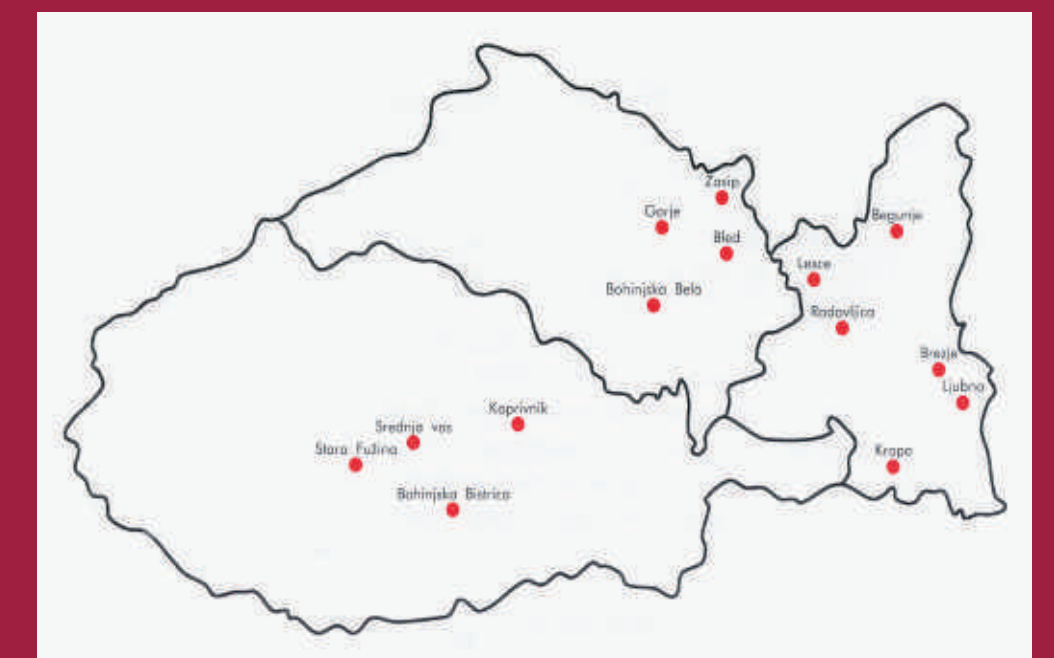 Zasip
Gorje
Begunje
Bled
Lesce
Bohinjska Bela
Radovljica
Brezje
Ljubno
Koprivnik
Srednja vas
Stara Fužina
Kropa
Bohinjska Bistrica